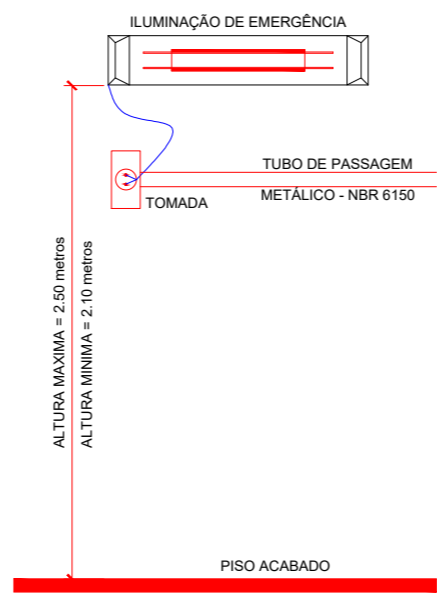 ILUMINAÇÃO DE EMERGÊNCIA
TUBO DE PASSAGEM
METÁLICO - NBR 6150
TOMADA
ALTURA MAXIMA = 2.50 metros
ALTURA MINIMA = 2.10 metros
PISO ACABADO